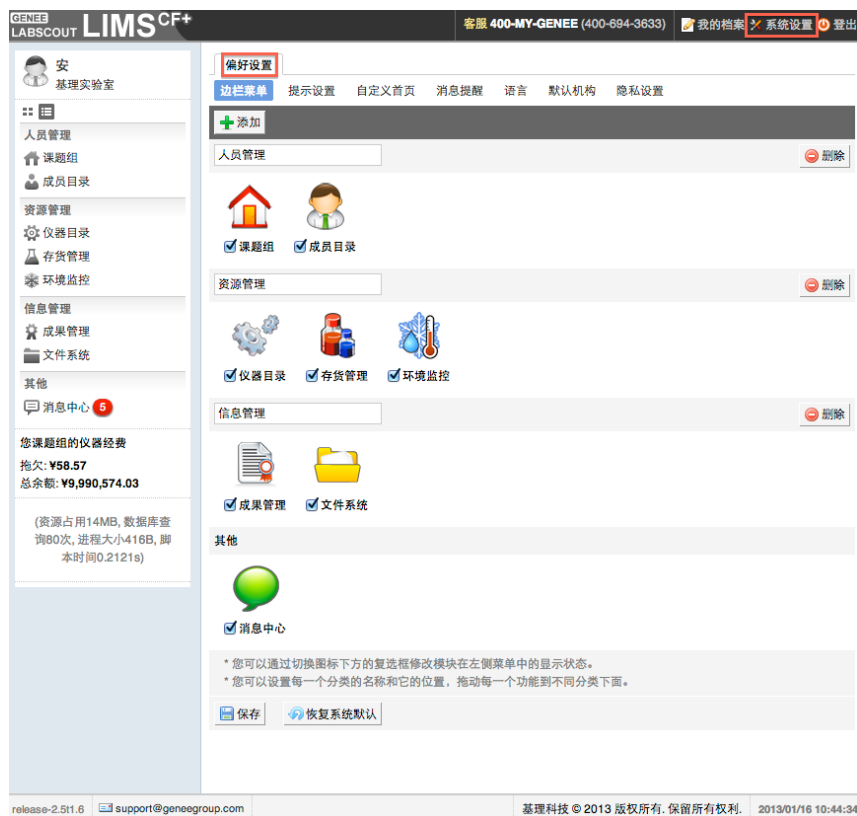 GENEE
LABSCOUT LIMS CF+
客服 400-MY-GENEE (400-694-3633) 我的档案 系统设置 登出
安
基理实验室
人员管理
课题组
成员目录
资源管理
仪器目录
存货管理
环境监控
信息管理
成果管理
文件系统
其他
消息中心 5
您课题组的仪器经费
拖欠: ¥58.57
总余额: ¥9,990,574.03
(资源占用14MB, 数据库查
询80次, 进程大小416B, 脚
本时间0.2121s)
偏好设置
边栏菜单 提示设置 自定义首页 消息提醒 语言 默认机构 隐私设置
添加
人员管理 删除
课题组 成员目录
资源管理 删除
仪器目录 存货管理 环境监控
信息管理 删除
成果管理 文件系统
其他
消息中心
* 您可以通过切换图标下方的复选框修改模块在左侧菜单中的显示状态。
* 您可以设置每一个分类的名称和它的位置, 拖动每一个功能到不同分类下面。
保存 恢复系统默认
release-2.5t1.6 support@geneegroup.com 基理科技 © 2013 版权所有. 保留所有权利. 2013/01/16 10:44:34